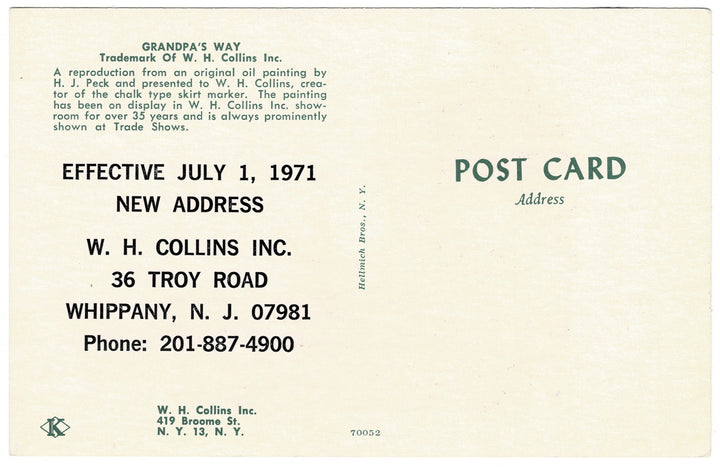 GRANDPA'S WAY
Trademark Of W. H. Collins Inc.
A reproduction from an original oil painting by
H. J. Peck and presented to W. H. Collins, crea-
tor of the chalk type skirt marker. The painting
has been on display in W. H. Collins Inc. show-
room for over 35 years and is always prominently
shown at Trade Shows.
EFFECTIVE JULY 1, 1971
NEW ADDRESS
W. H. COLLINS INC.
36 TROY ROAD
WHIPPANY, N. J. 07981
Phone: 201-887-4900
W. H. Collins Inc.
419 Broome St.
N. Y. 13, N. Y.
K
Hellmich Bros., N. Y.
70052
POST CARD
Address